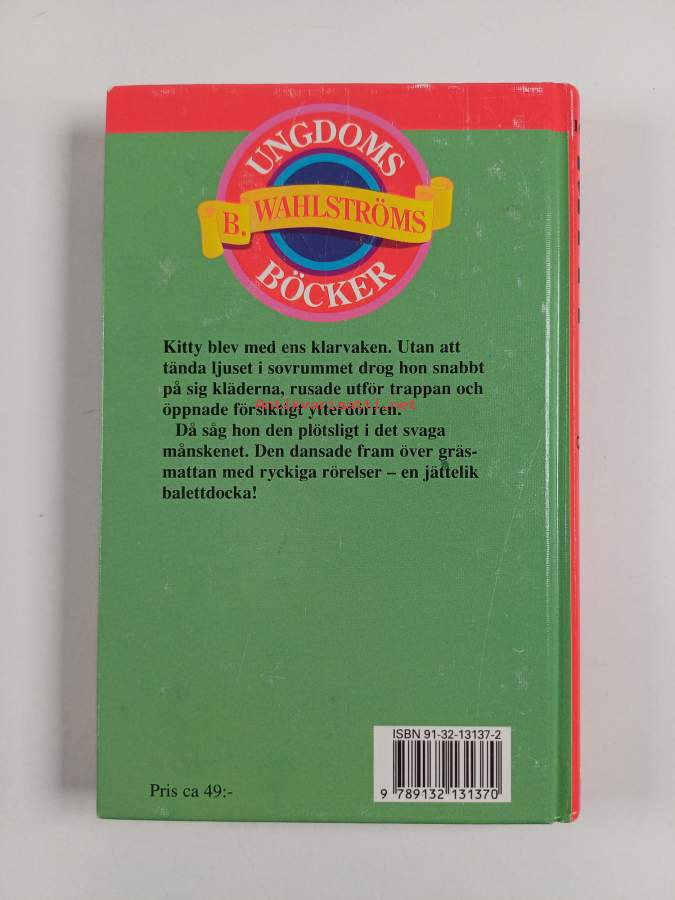 UNGDOMS
B. WAHLSTRÖMS
BÖCKER
Kitty blev med ens klarvaken. Utan att
tända ljuset i sovrummet drog hon snabbt
på sig kläderna, rusade utför trappan och
öppnade försiktigt ytterdörren.
Antikvariaatti.net
Då såg hon den plötsligt i det svaga
månskenet. Den dansade fram över gräs-
mattan med ryckiga rörelser – en jättelik
balettdocka!
ISBN 91-32-13137-2
9 789132 131370
Pris ca 49:-